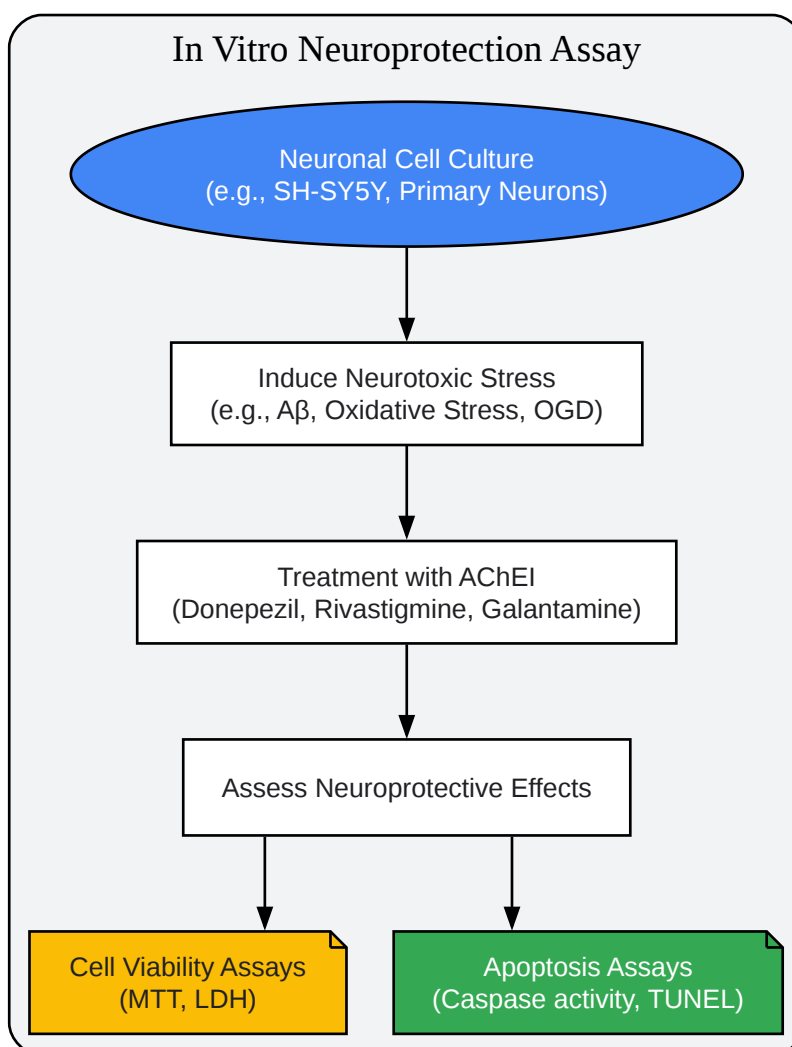 In Vitro Neuroprotection Assay
Neuronal Cell Culture
(e.g., SH-SY5Y, Primary Neurons)
Induce Neurotoxic Stress
(e.g., Aβ, Oxidative Stress, OGD)
Treatment with AChEI
(Donepezil, Rivastigmine, Galantamine)
Assess Neuroprotective Effects
Cell Viability Assays
(MTT, LDH)
Apoptosis Assays
(Caspase activity, TUNEL)